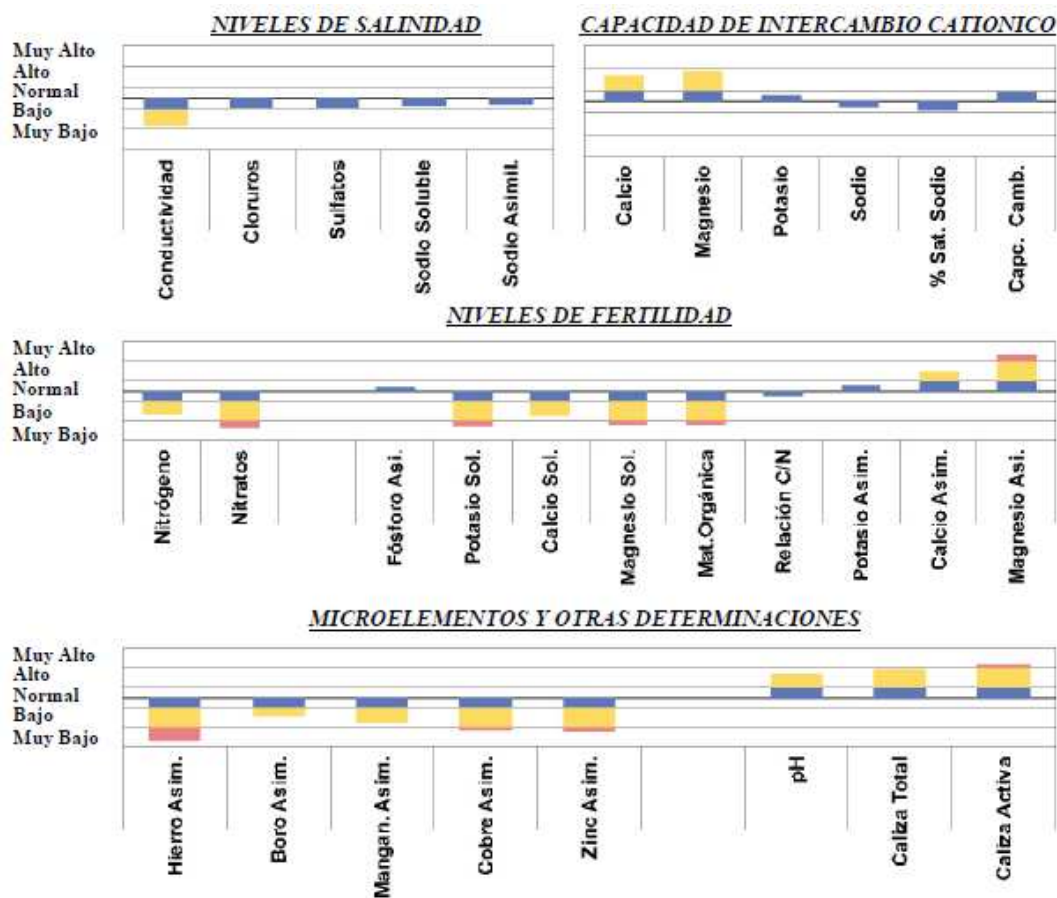 NIVELES DE SALINIDAD
Muy Alto
Alto
Normal
Bajo
Muy Bajo
Conductividad
Cloruros
Sulfatos
Sodio Soluble
Sodio Asimil.
CAPACIDAD DE INTERCAMBIO CATIONICO
Calcio
Magnesio
Potasio
Sodio
% Sat. Sodio
Capc. Camb.
NIVELES DE FERTILIDAD
Muy Alto
Alto
Normal
Bajo
Muy Bajo
Nitrógeno
Nitratos
Fósforo Asi.
Potasio Sol.
Calcio Sol.
Magnesio Sol.
Mat.Orgánica
Relación C/N
Potasio Asim.
Calcio Asim.
Magnesio Asi.
MICROELEMENTOS Y OTRAS DETERMINACIONES
Muy Alto
Alto
Normal
Bajo
Muy Bajo
Hierro Asim.
Boro Asim.
Mangan. Asim.
Cobre Asim.
Zinc Asim.
pH
Caliza Total
Caliza Activa